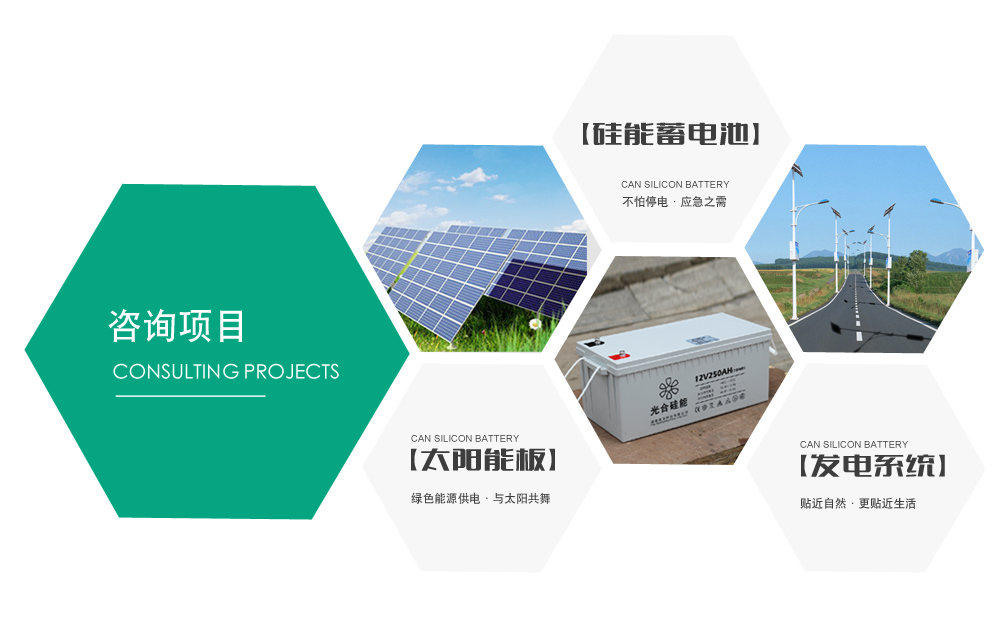 咨询项目
CONSULTING PROJECTS
【硅能蓄电池】
CAN SILICON BATTERY
不怕停电 · 应急之需
12V250AH
光合硅能
CAN SILICON BATTERY
【太阳能板】
绿色能源供电 · 与太阳共舞
CAN SILICON BATTERY
【发电系统】
贴近自然 · 更贴近生活